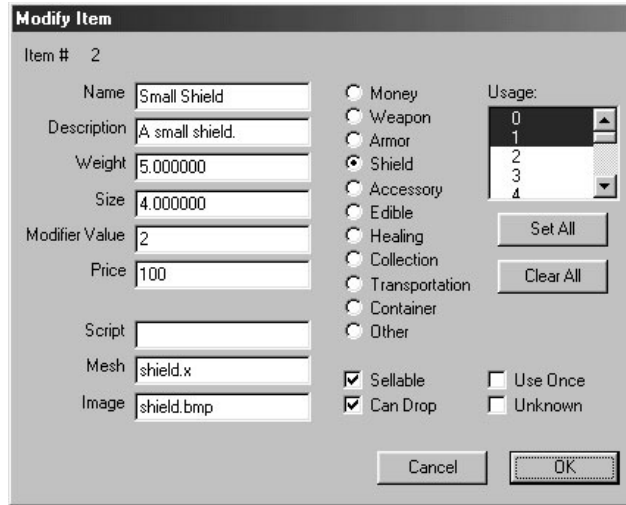 Modify Item
Item # 2
Name Small Shield
Description A small shield.
Weight 5.000000
Size 4.000000
Modifier Value 2
Price 100
Script
Mesh shield.x
Image shield.bmp
Money
Weapon
Armor
Shield
Accessory
Edible
Healing
Collection
Transportation
Container
Other
Usage:
0
1
2
3
4
Set All
Clear All
Sellable
Use Once
Can Drop
Unknown
Cancel
OK